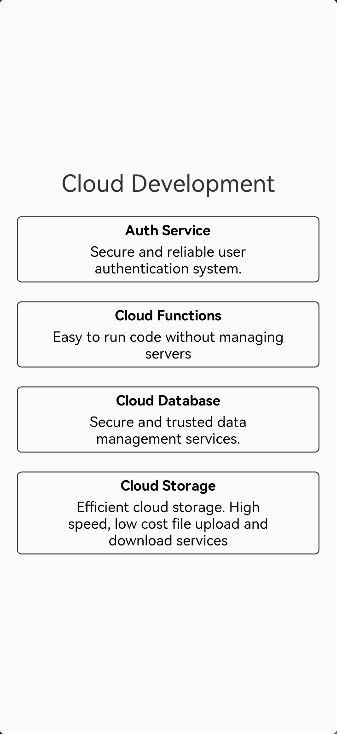 Cloud Development
Auth Service
Secure and reliable user
authentication system.
Cloud Functions
Easy to run code without managing
servers
Cloud Database
Secure and trusted data
management services.
Cloud Storage
Efficient cloud storage. High
speed, low cost file upload and
download services